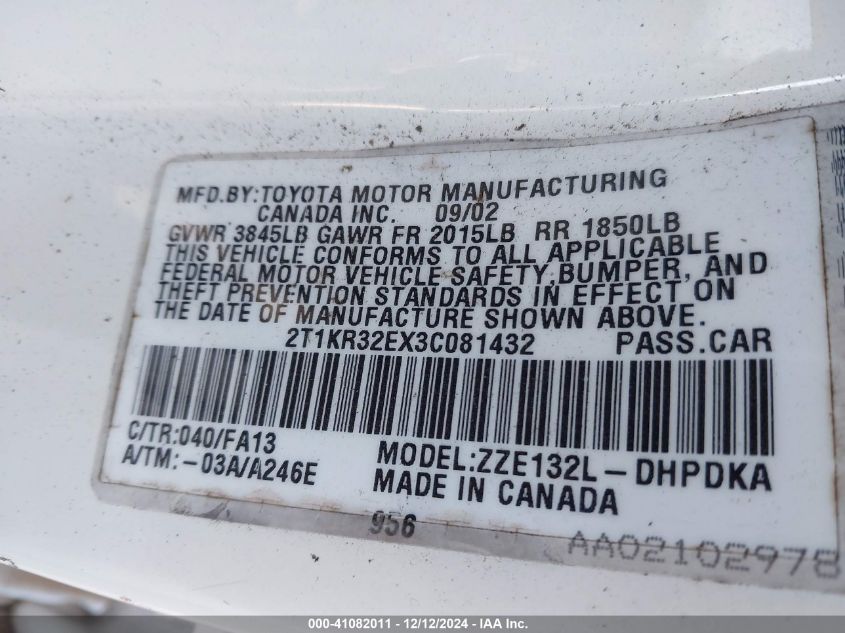 MFD.BY:TOYOTA MOTOR MANUFACTURING
CANADA INC. 09/02
GVWR 3845LB GAWR FR 2015LB RR 1850LB
THIS VEHICLE CONFORMS TO ALL APPLICABLE
FEDERAL MOTOR VEHICLE SAFETY,BUMPER, AND
THEFT PREVENTION STANDARDS IN EFFECT ON
THE DATE OF MANUFACTURE SHOWN ABOVE.
2T1KR32EX3C081432 PASS.CAR
C/TR:040/FA13
A/TM:-03A/A246E
MODEL:ZZE132L-DHPDKA
MADE IN CANADA
956
AA02102978
000-41082011 - 12/12/2024 - IAA Inc.